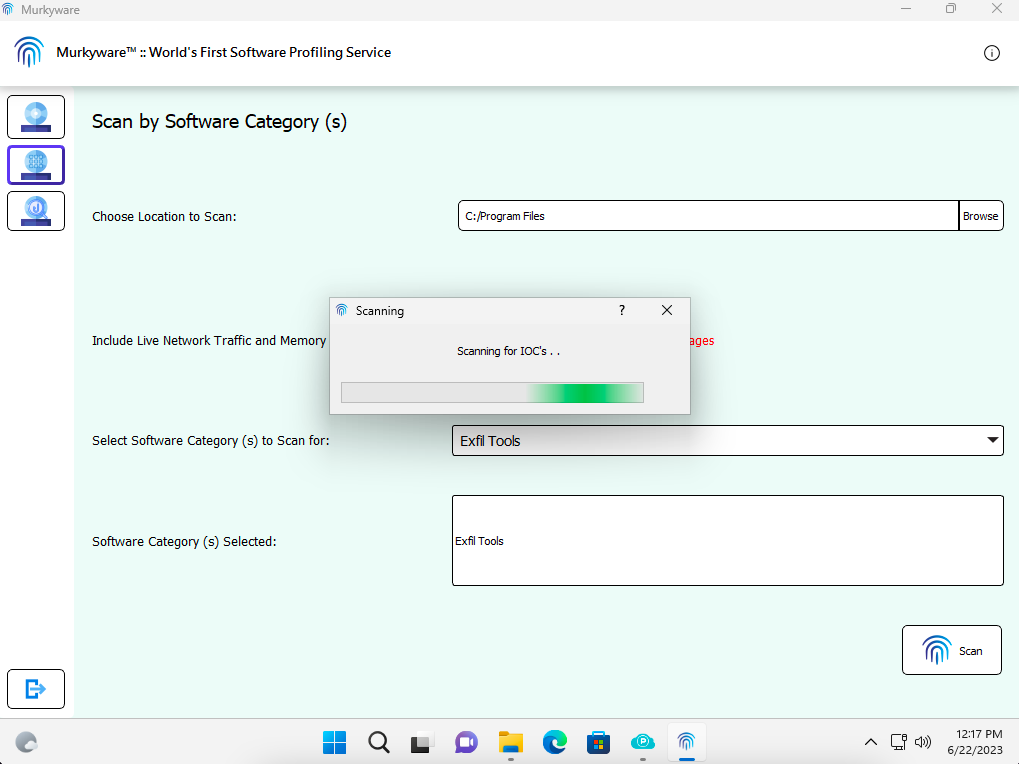 Murkyware
Murkyware™ :: World's First Software Profiling Service
Scan by Software Category (s)
Choose Location to Scan:
C:/Program Files
Browse
Scanning
?
Scanning for IOC's . .
Include Live Network Traffic and Memory
ages
Select Software Category (s) to Scan for:
Exfil Tools
Software Category (s) Selected:
Exfil Tools
Scan
12:17 PM
6/22/2023